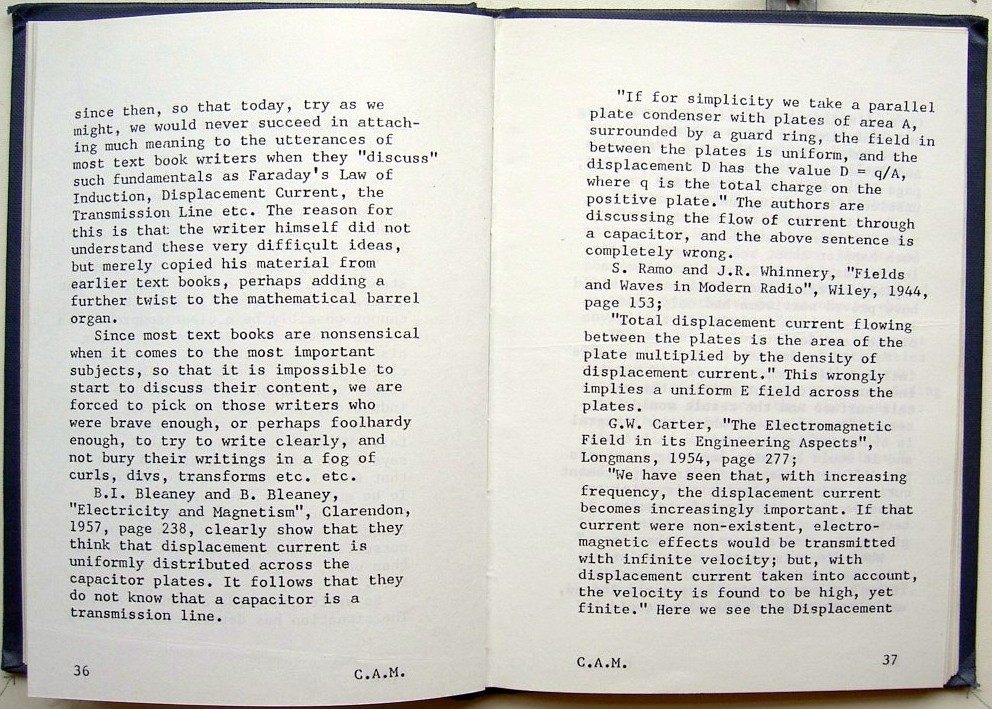 since then, so that today, try as we
might, we would never succeed in attach-
ing much meaning to the utterances of
most text book writers when they "discuss"
such fundamentals as Faraday's Law of
Induction, Displacement Current, the
Transmission Line etc. The reason for
this is that the writer himself did not
understand these very difficult ideas,
but merely copied his material from
earlier text books, perhaps adding a
further twist to the mathematical barrel
organ.
Since most text books are nonsensical
when it comes to the most important
subjects, so that it is impossible to
start to discuss their content, we are
forced to pick on those writers who
were brave enough, or perhaps foolhardy
enough, to try to write clearly, and
not bury their writings in a fog of
curls, divs, transforms etc. etc.
B.I. Bleaney and B. Bleaney,
"Electricity and Magnetism", Clarendon,
1957, page 238, clearly show that they
think that displacement current is
uniformly distributed across the
capacitor plates. It follows that they
do not know that a capacitor is a
transmission line.
36
C.A.M.
"If for simplicity we take a parallel
plate condenser with plates of area A,
surrounded by a guard ring, the field in
between the plates is uniform, and the
displacement D has the value D = q/A,
where q is the total charge on the
positive plate." The authors are
discussing the flow of current through
a capacitor, and the above sentence is
completely wrong.
S. Ramo and J.R. Whinnery, "Fields
and Waves in Modern Radio", Wiley, 1944,
page 153;
"Total displacement current flowing
between the plates is the area of the
plate multiplied by the density of
displacement current." This wrongly
implies a uniform E field across the
plates.
G.W. Carter, "The Electromagnetic
Field in its Engineering Aspects",
Longmans, 1954, page 277;
"We have seen that, with increasing
frequency, the displacement current
becomes increasingly important. If that
current were non-existent, electro-
magnetic effects would be transmitted
with infinite velocity; but, with
displacement current taken into account,
the velocity is found to be high, yet
finite." Here we see the Displacement
C.A.M.
37